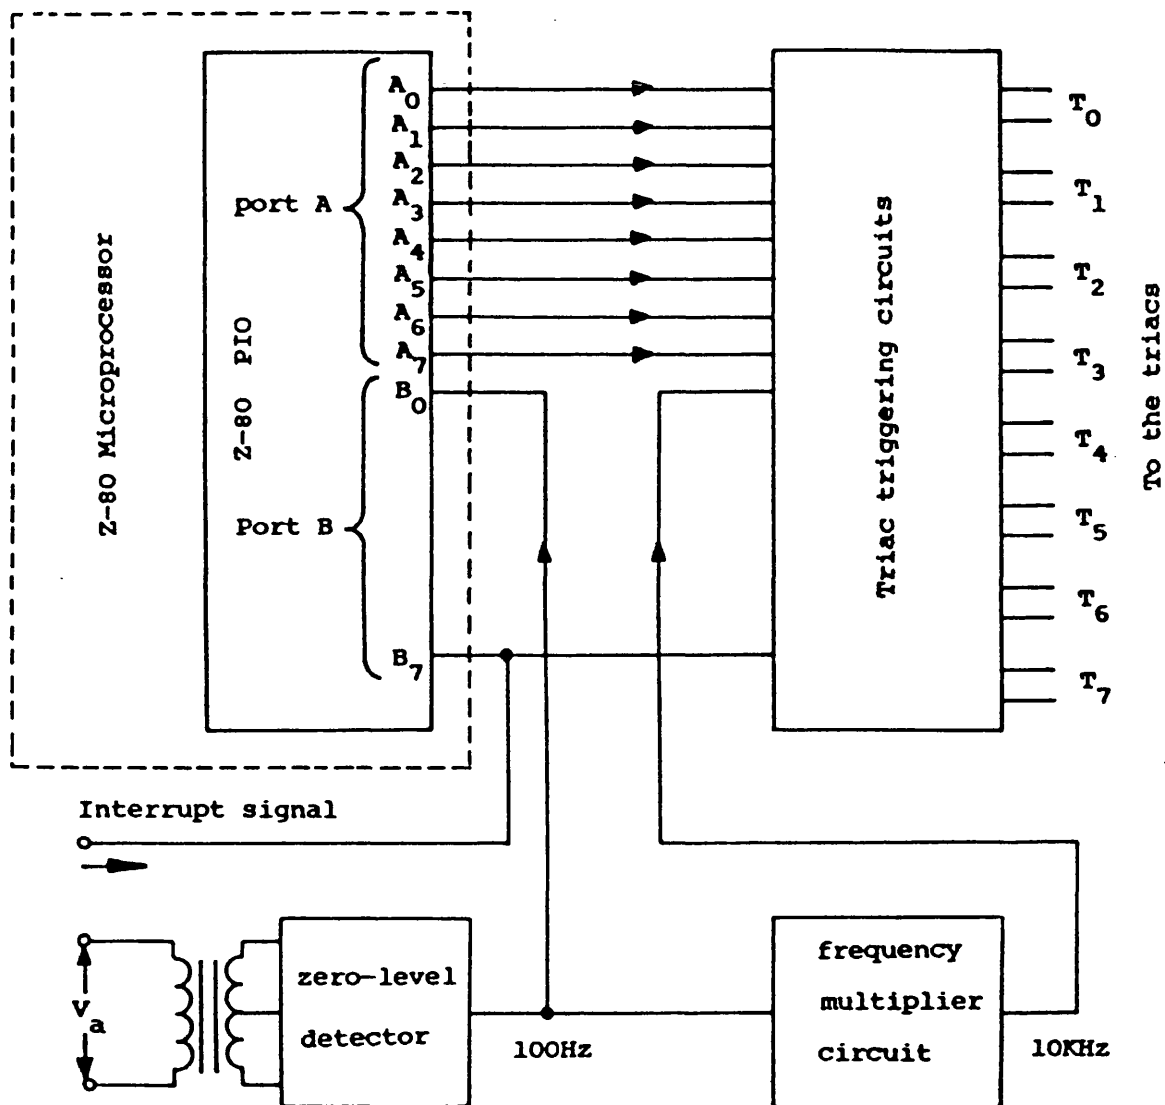 Z-80 Microprocessor
Z-80 PIO
port A
A0
A1
A2
A3
A4
A5
A6
A7
Port B
B0
B7
Triac triggering circuits
T0
T1
T2
T3
T4
T5
T6
T7
To the triacs
Interrupt signal
Va
zero-level
detector
100Hz
frequency
multiplier
circuit
10KHz